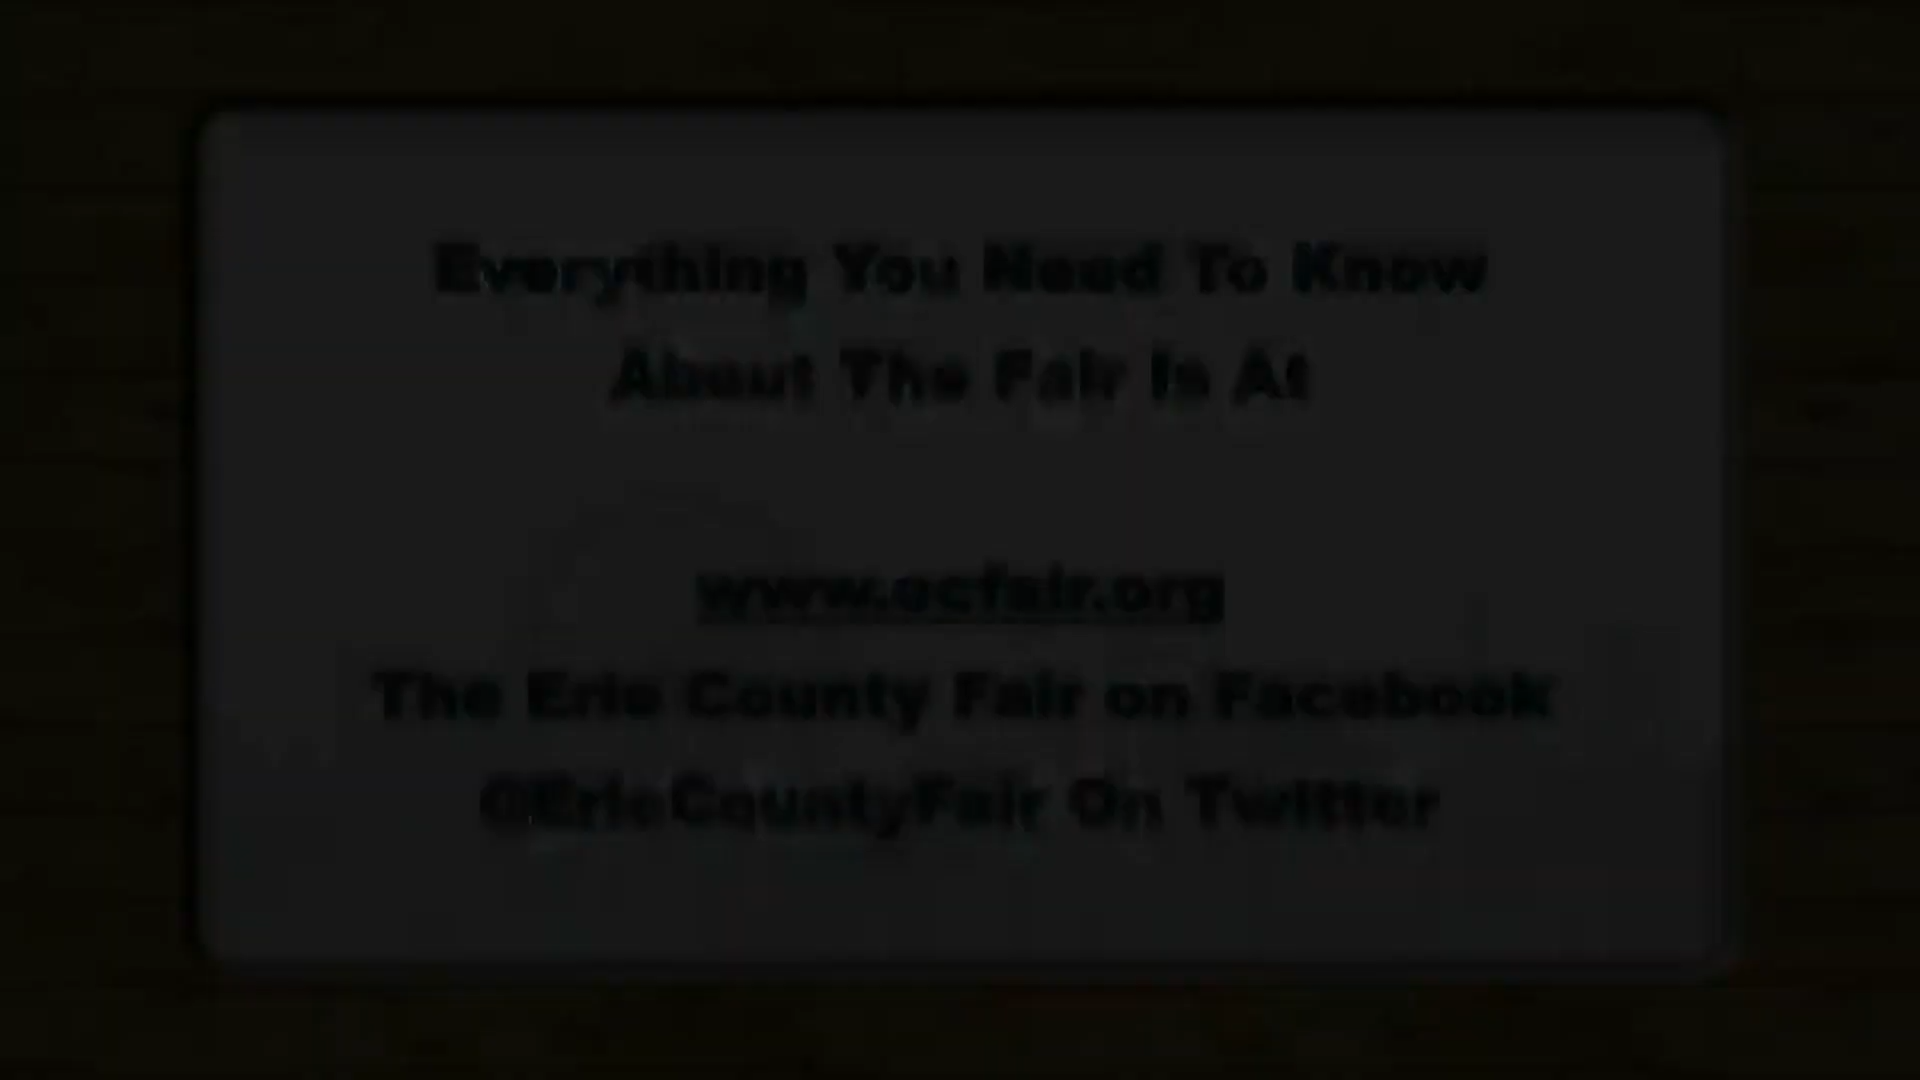 Everything You Need To Know
About The Fair Is At
www.ecfair.org
The Erie County Fair on Facebook
@ErieCountyFair On Twitter